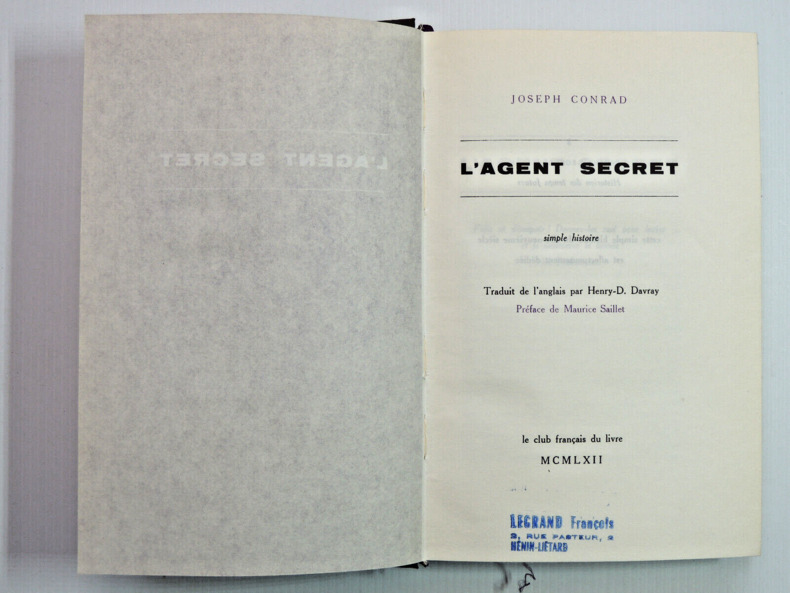 JOSEPH CONRAD
L'AGENT SECRET
simple histoire
Traduit de l'anglais par Henry-D. Davray
Préface de Maurice Saillet
le club français du livre
MCMLXII
LEGRAND François
2, RUE PASTEUR, 2
HÉNIN-LIÉTARD